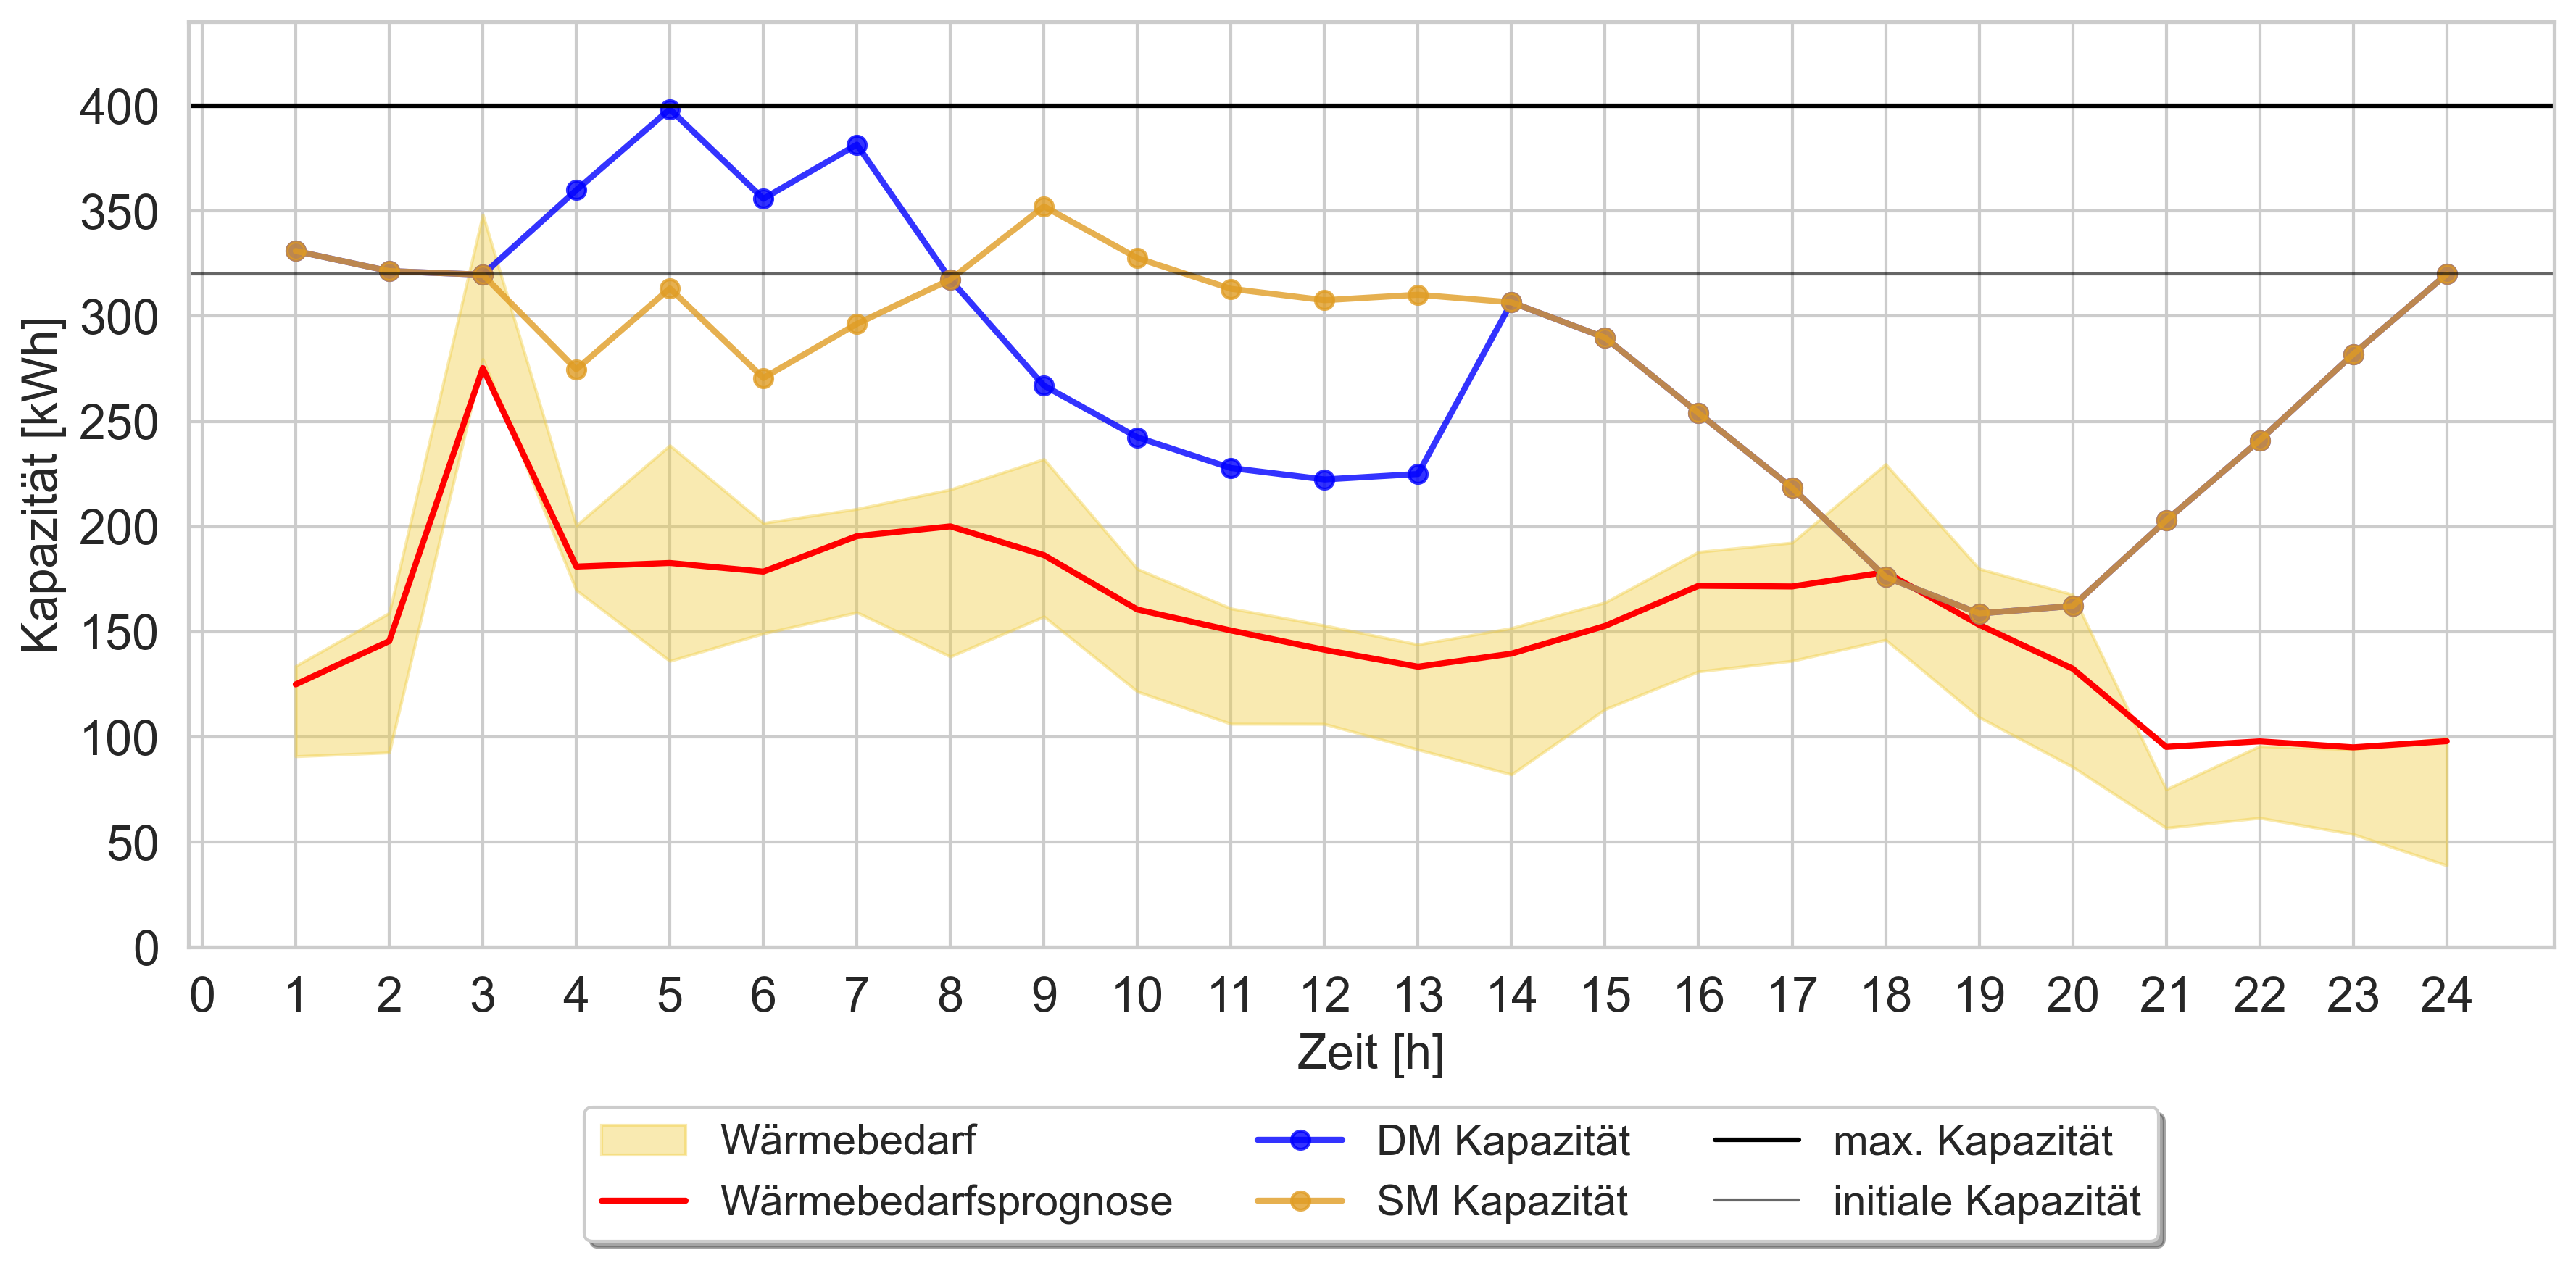 Kapazität [kWh]
400
350
300
250
200
150
100
50
0
0 1 2 3 4 5 6 7 8 9 10 11 12 13 14 15 16 17 18 19 20 21 22 23 24
Zeit [h]
Wärmebedarf DM Kapazität max. Kapazität
Wärmebedarfsprognose SM Kapazität initiale Kapazität